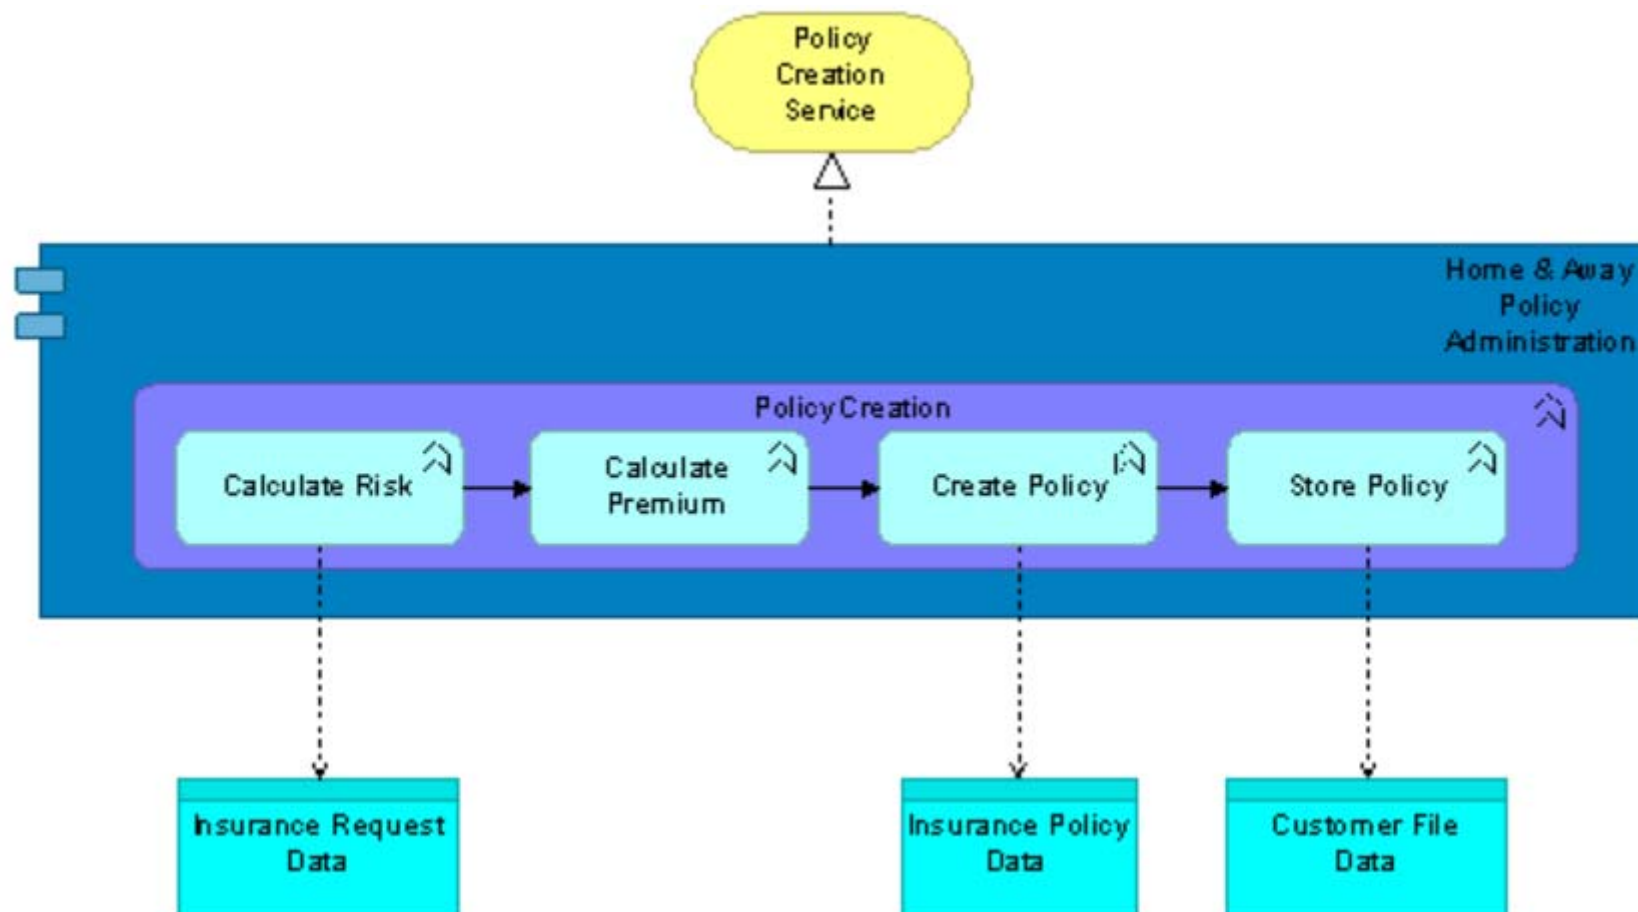 Policy
Creation
Service
Home & Away
Policy
Administration
Policy Creation
Calculate Risk
Calculate
Premium
Create Policy
Store Policy
Insurance Request
Data
Insurance Policy
Data
Customer File
Data